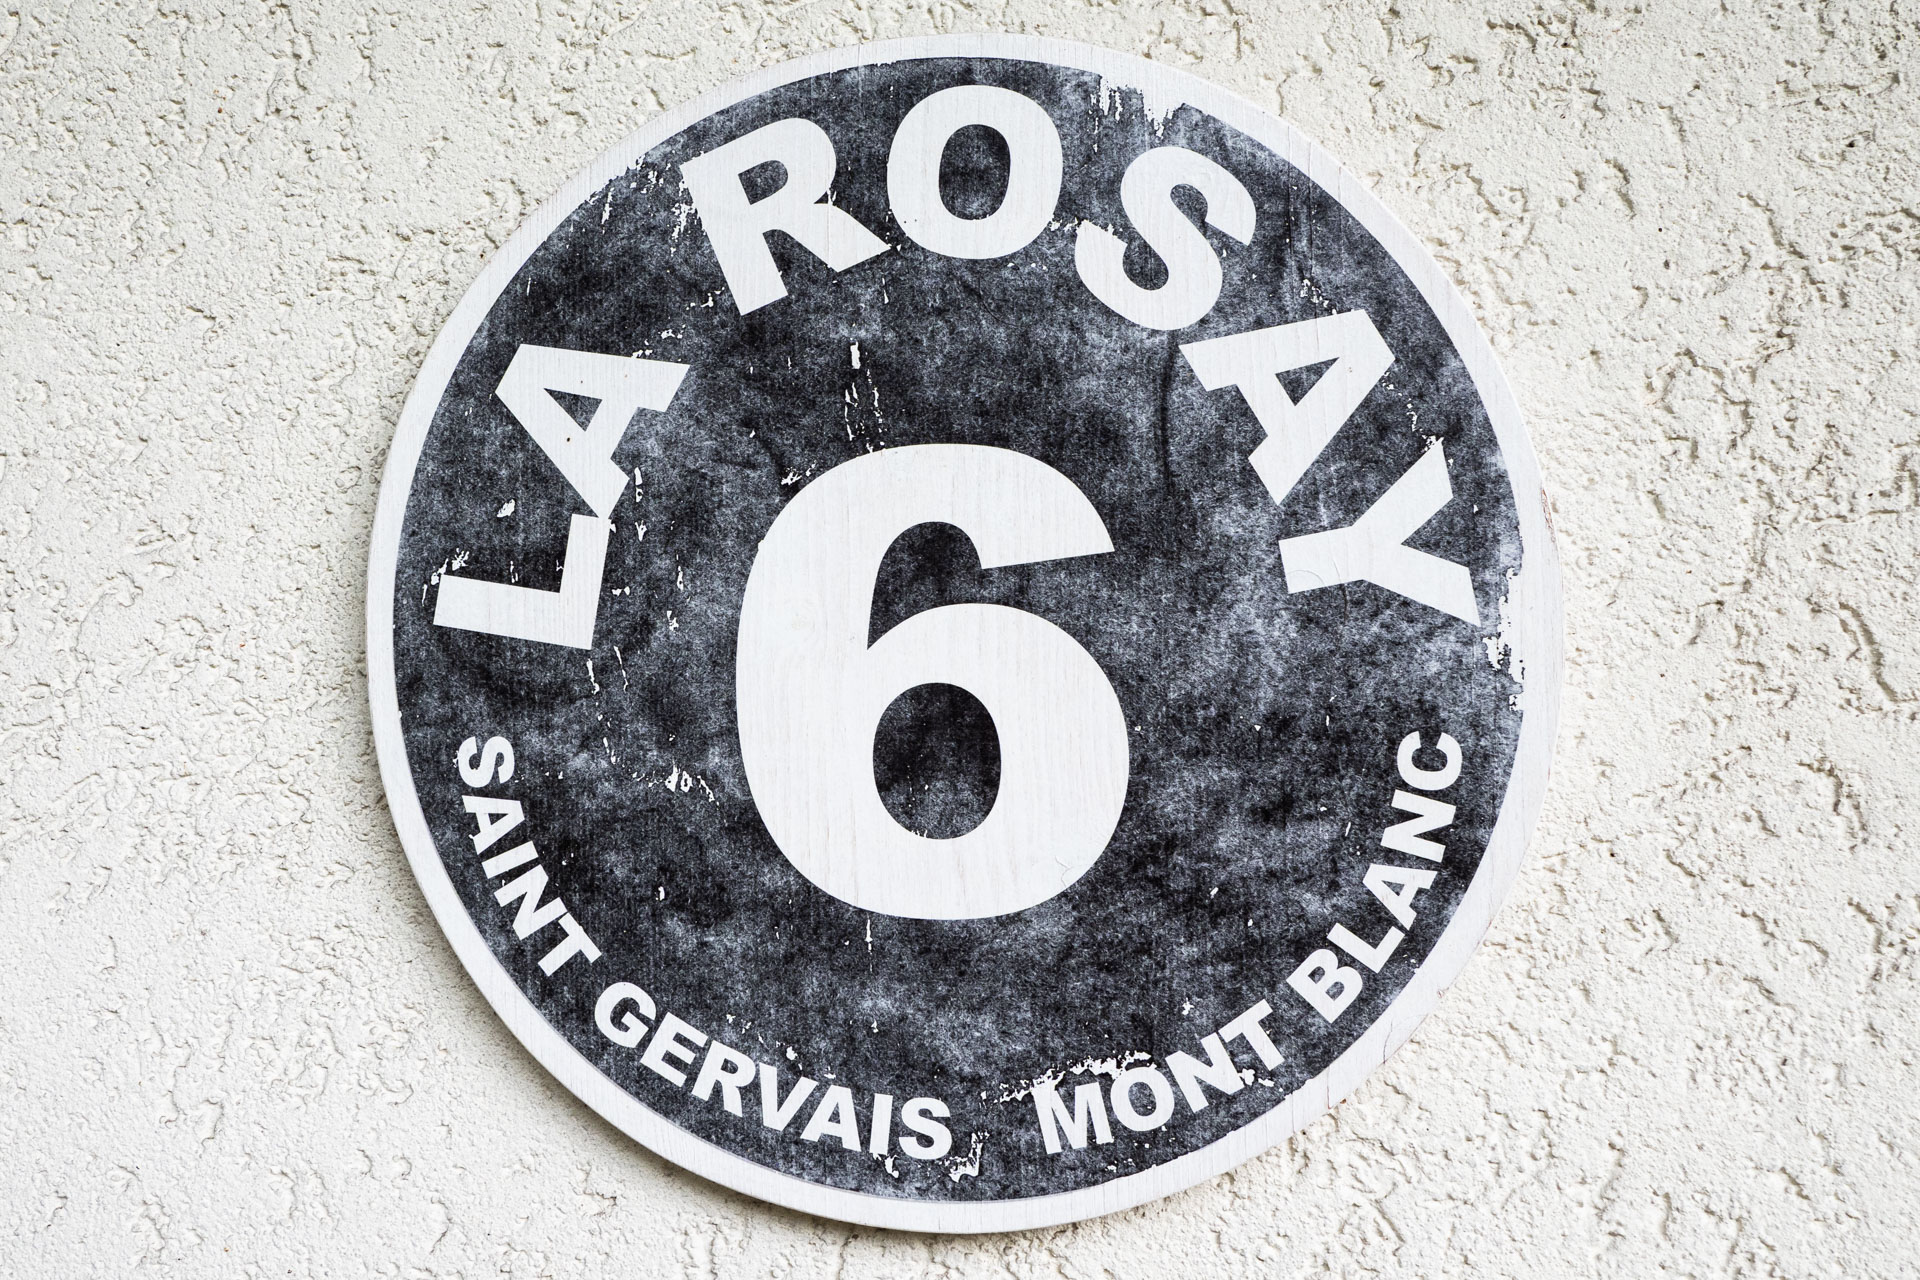 LA ROSAY
6
SAINT GERVAIS MONT BLANC